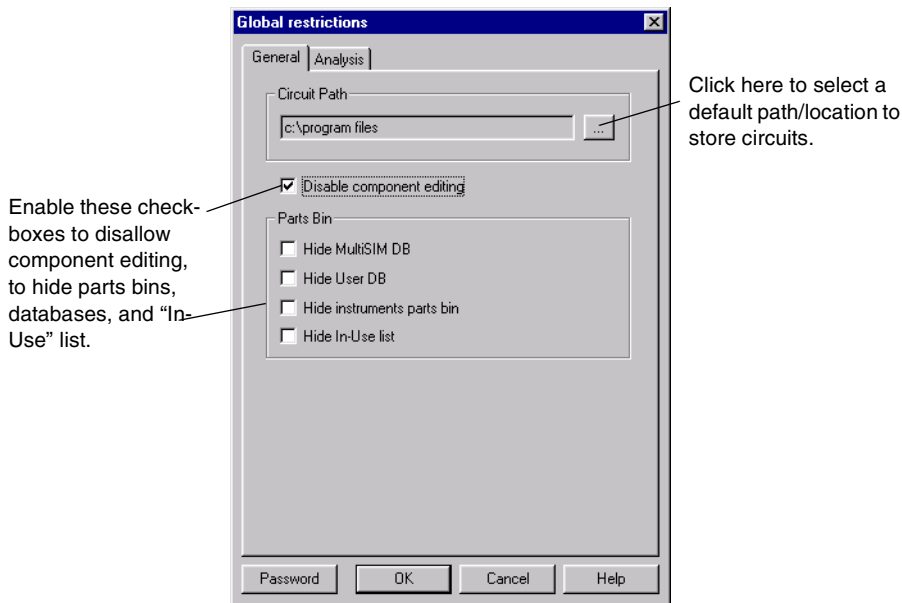 Global restrictions
General
Analysis
Circuit Path
c:\program files
...
Click here to select a
default path/location to
store circuits.
Disable component editing
Enable these check-
boxes to disallow
component editing,
to hide parts bins,
databases, and “In-
Use” list.
Parts Bin
Hide MultiSIM DB
Hide User DB
Hide instruments parts bin
Hide In-Use list
Password
OK
Cancel
Help